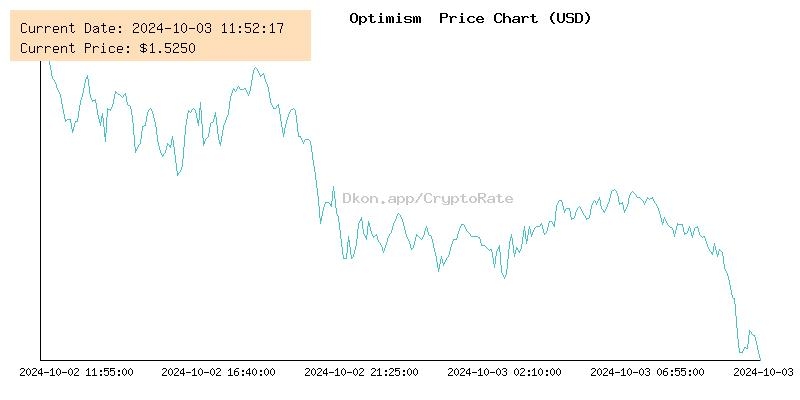 Optimism  Price Chart (USD)
Current Date: 2024-10-03 11:52:17
Current Price: $1.5250
Dkon.app/CryptoRate
2024-10-02 11:55:00 2024-10-02 16:40:00 2024-10-02 21:25:00 2024-10-03 02:10:00 2024-10-03 06:55:00 2024-10-03